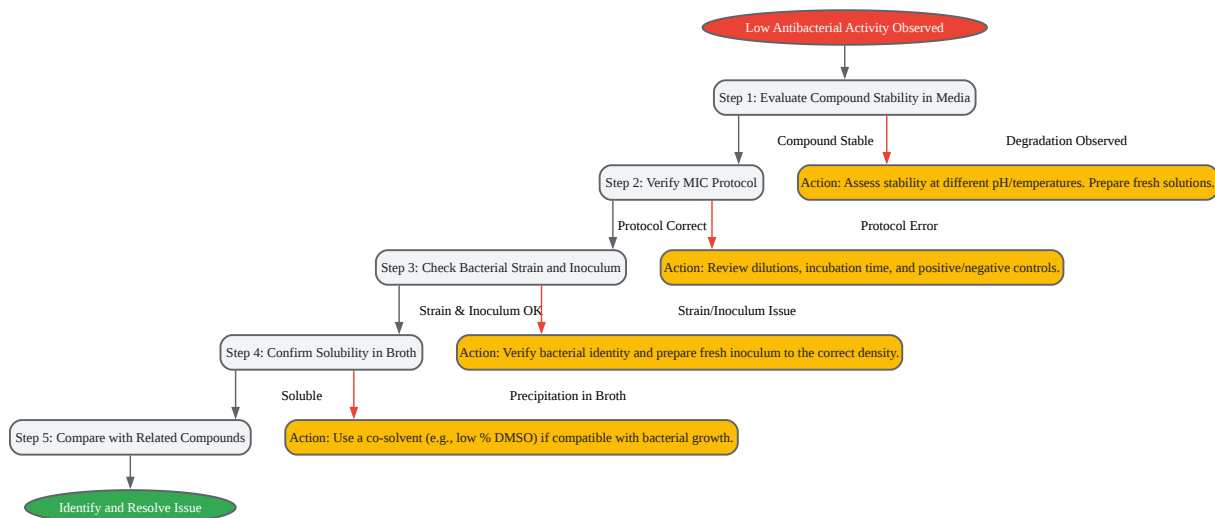 Low Antibacterial Activity Observed
Step 1: Evaluate Compound Stability in Media
Compound Stable
Degradation Observed
Step 2: Verify MIC Protocol
Action: Assess stability at different pH/temperatures. Prepare fresh solutions.
Protocol Correct
Protocol Error
Step 3: Check Bacterial Strain and Inoculum
Action: Review dilutions, incubation time, and positive/negative controls.
Strain & Inoculum OK
Strain/Inoculum Issue
Step 4: Confirm Solubility in Broth
Action: Verify bacterial identity and prepare fresh inoculum to the correct density.
Soluble
Precipitation in Broth
Step 5: Compare with Related Compounds
Action: Use a co-solvent (e.g., low % DMSO) if compatible with bacterial growth.
Identify and Resolve Issue